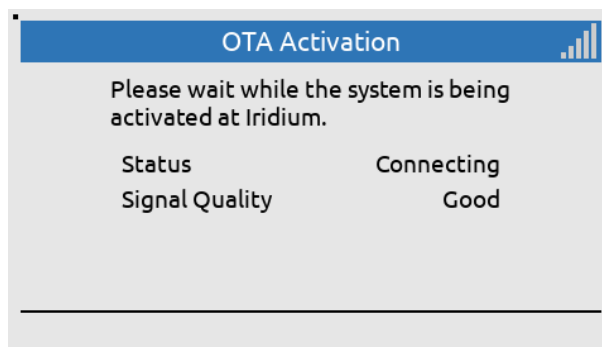 OTA Activation
Please wait while the system is being
activated at Iridium.
Status Connecting
Signal Quality Good